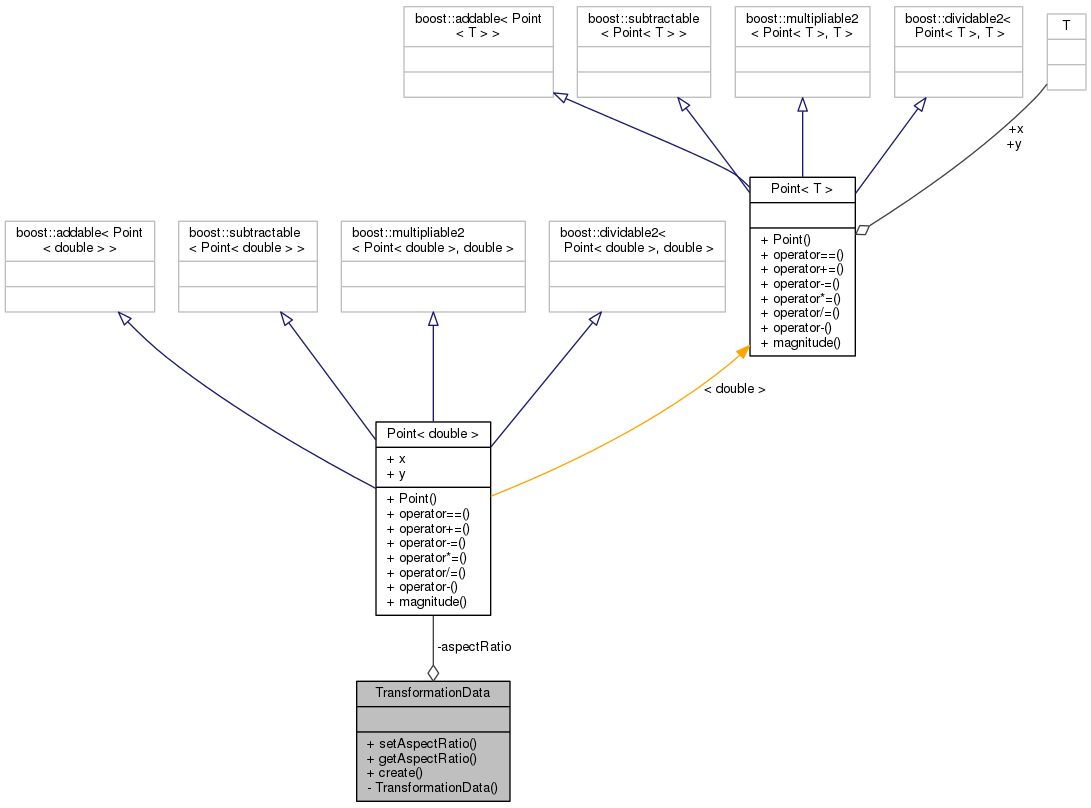 boost::addable< Point
< T > >
boost::subtractable
< Point< T > >
boost::multipliable2
< Point< T >, T >
boost::dividable2<
Point< T >, T >
T
+x
+y
Point< T >
+ Point()
+ operator==()
+ operator+=()
+ operator-=()
+ operator*=()
+ operator/=()
+ operator-()
+ magnitude()
boost::addable< Point
< double > >
boost::subtractable
< Point< double > >
boost::multipliable2
< Point< double >, double >
boost::dividable2<
Point< double >, double >
< double >
Point< double >
+ x
+ y
+ Point()
+ operator==()
+ operator+=()
+ operator-=()
+ operator*=()
+ operator/=()
+ operator-()
+ magnitude()
-aspectRatio
TransformationData
+ setAspectRatio()
+ getAspectRatio()
+ create()
- TransformationData()